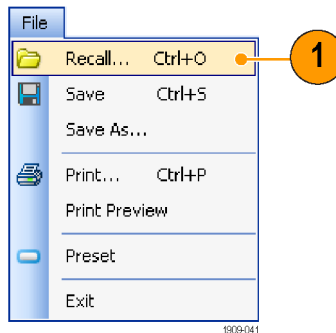 File
Recall... Ctrl+O
1
Save Ctrl+S
Save As...
Print... Ctrl+P
Print Preview
Preset
Exit
1909-041